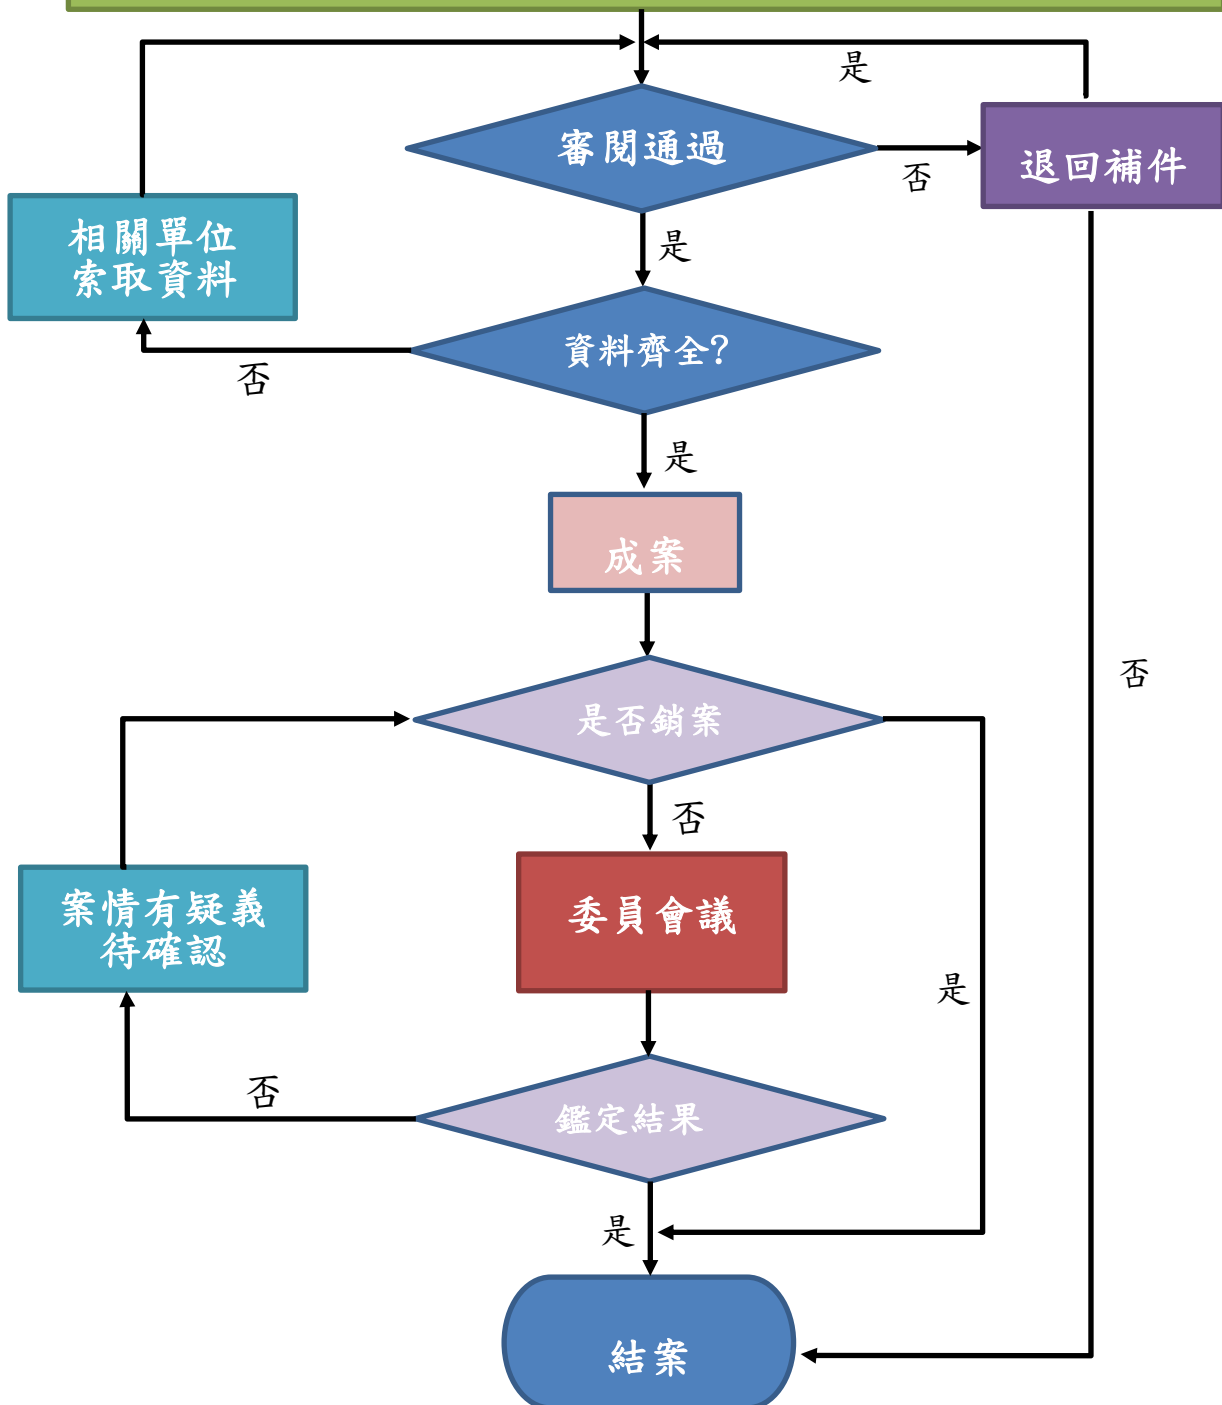 是
審閱通過
否
退回補件
是
相關單位
索取資料
資料齊全?
否
是
成案
否
是否銷案
否
案情有疑義
待確認
委員會議
是
否
鑑定結果
是
結案